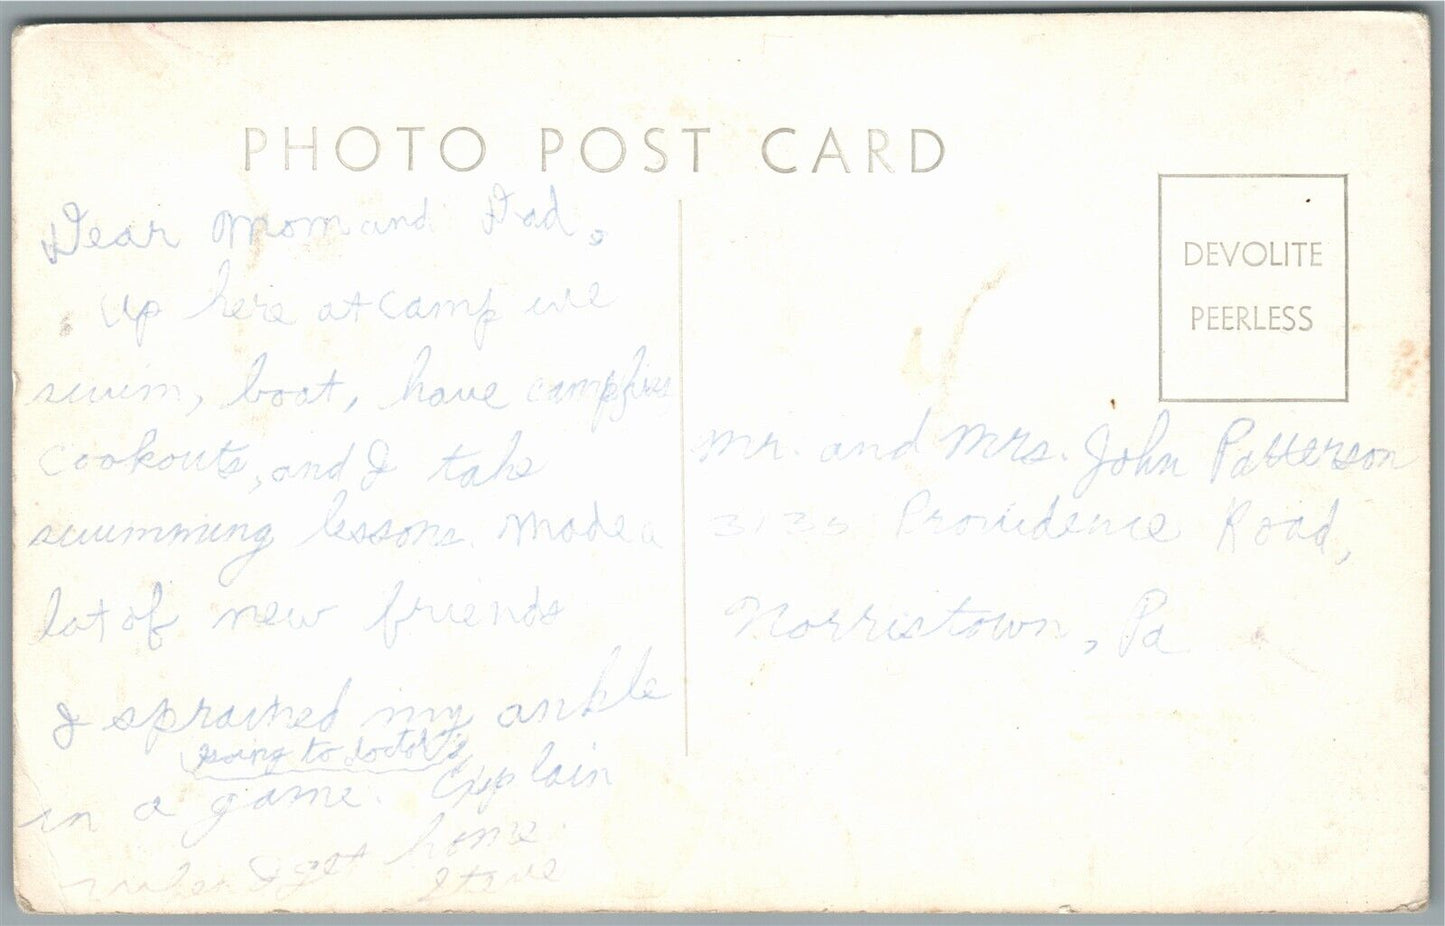 PHOTO POST CARD
Dear Mom and Dad,
Up here at camp we
swim, boat, have campfires
cookouts, and I take
swimming lessons. Made a
lot of new friends
I sprained my ankle
going to doctor's
in a game. Explain
when I get home.
Steve
DEVOLITE
PEERLESS
Mr. and Mrs. John Patterson
Providence Road,
Norristown, Pa